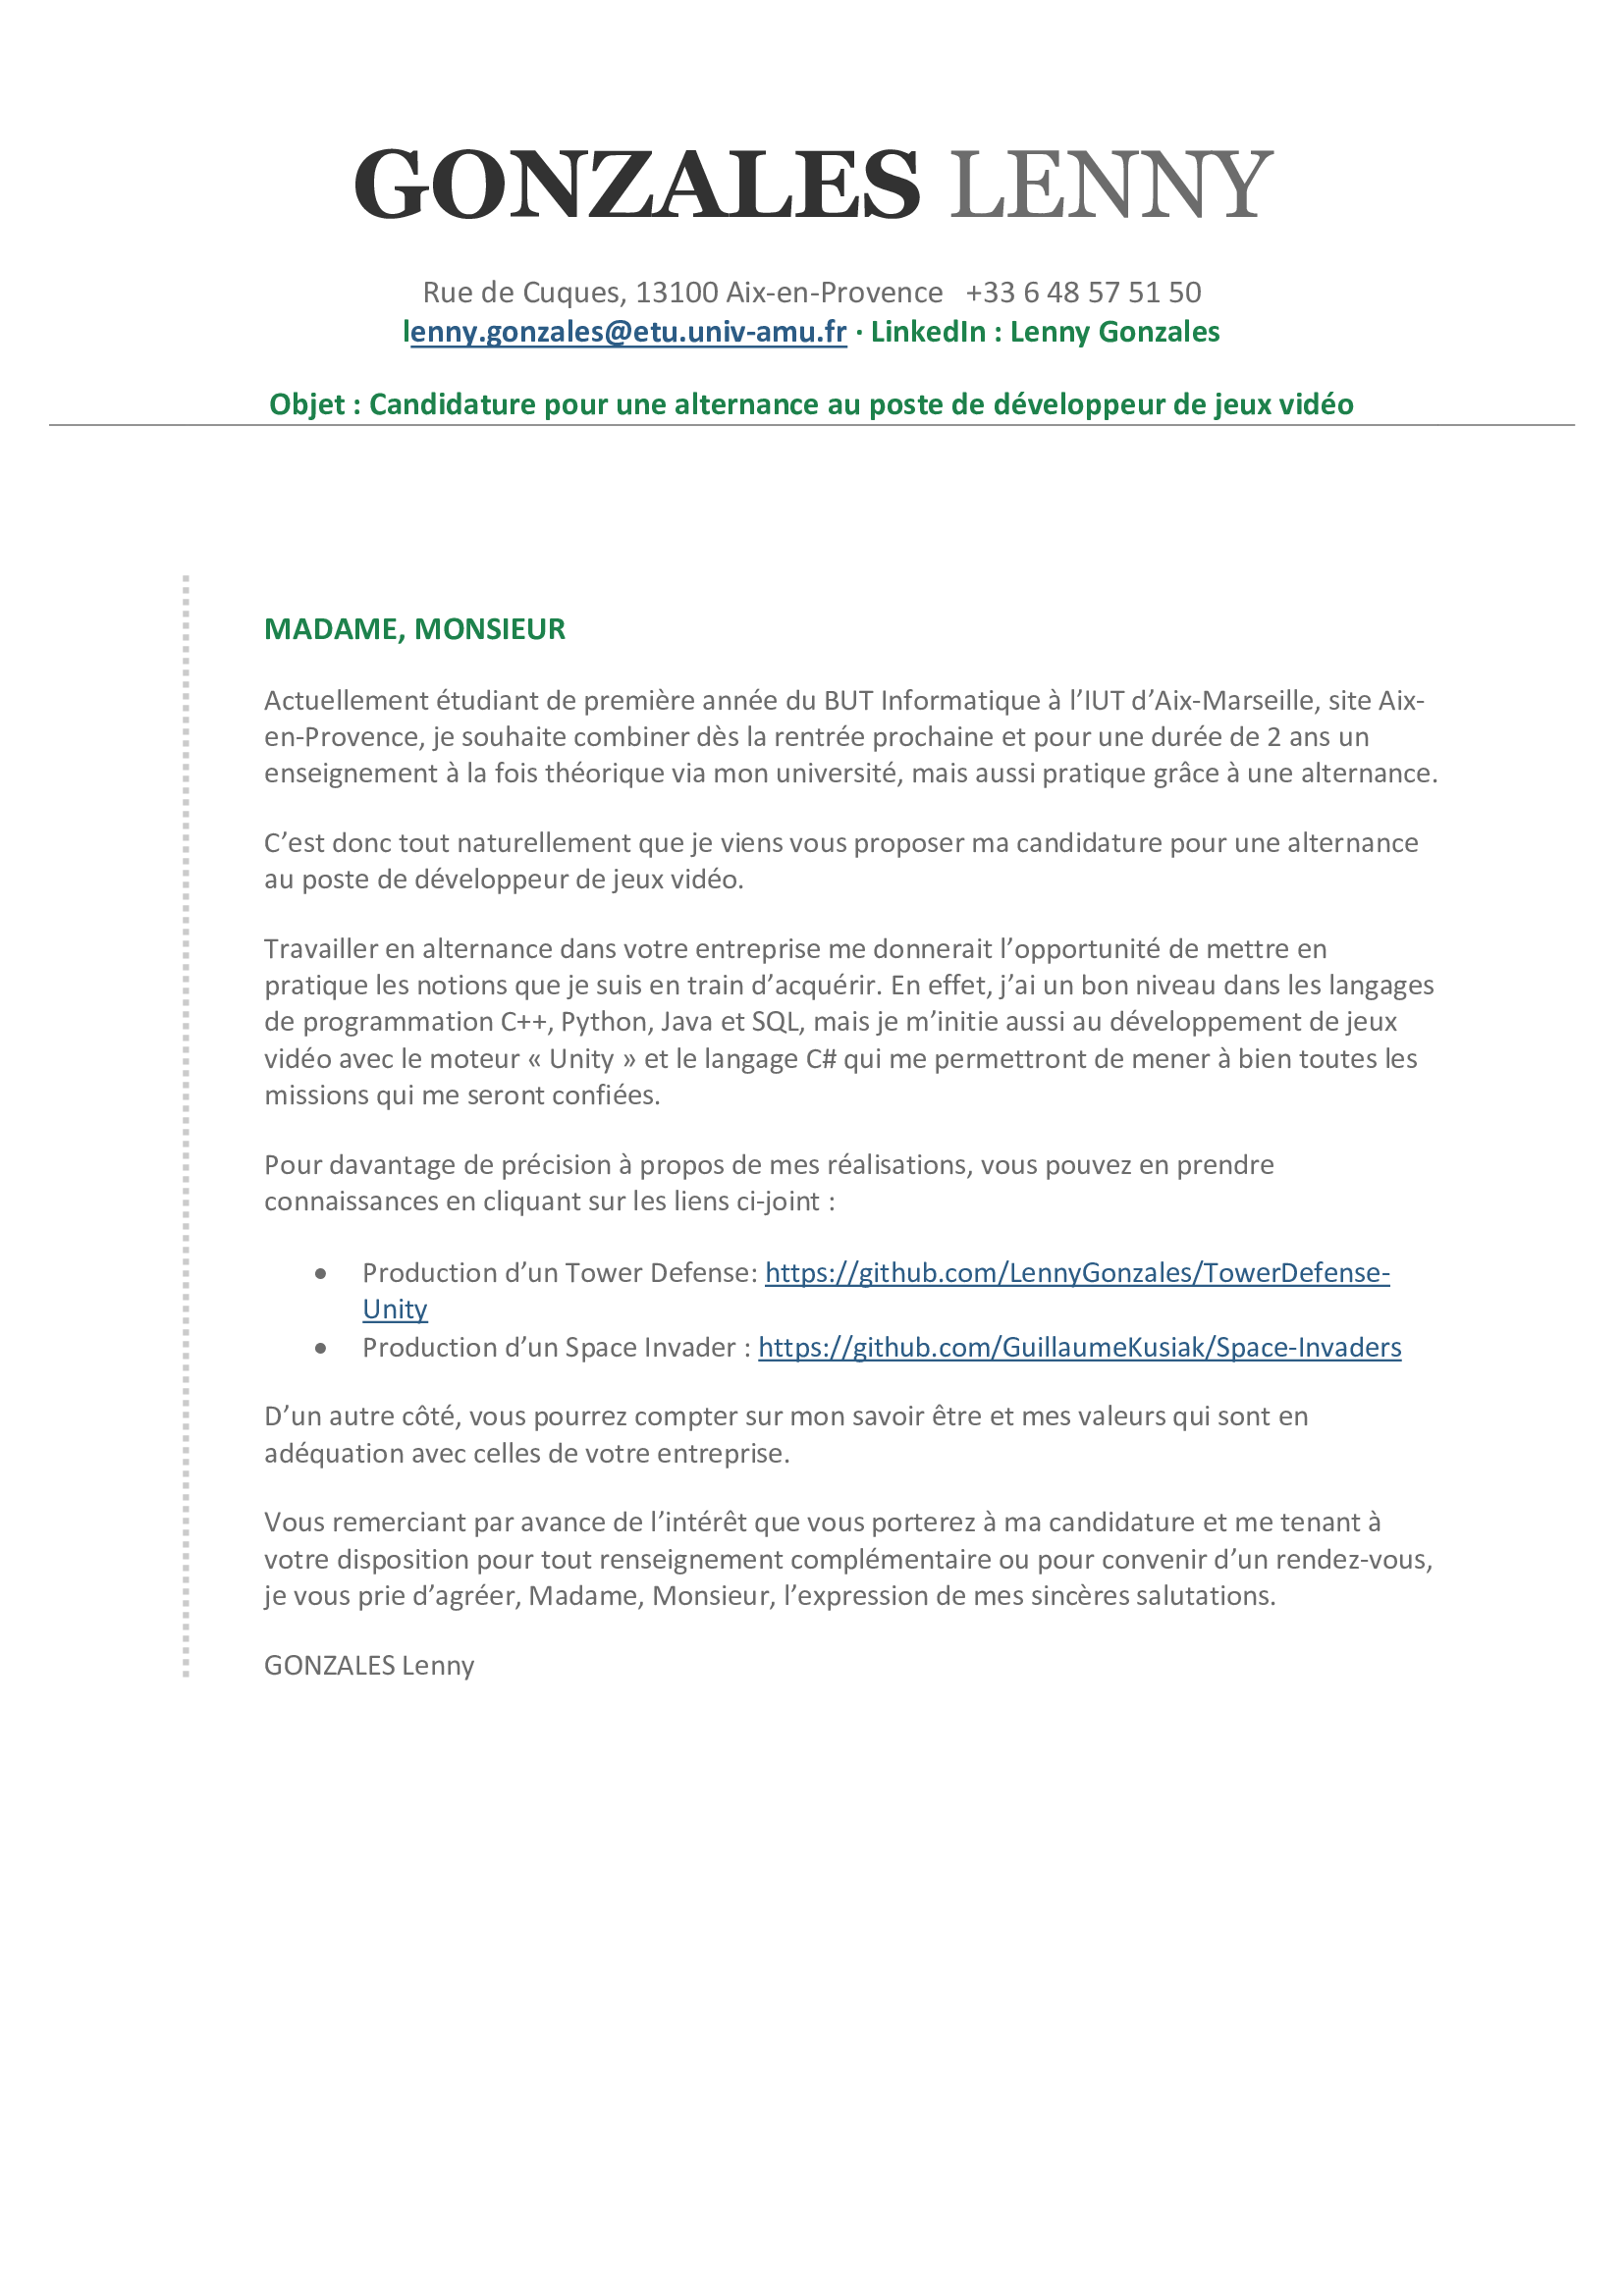 GONZALES LENNY
Rue de Cuques, 13100 Aix-en-Provence +33 6 48 57 51 50
lenny.gonzales@etu.univ-amu.fr · LinkedIn : Lenny Gonzales
Objet : Candidature pour une alternance au poste de développeur de jeux vidéo
MADAME, MONSIEUR
Actuellement étudiant de première année du BUT Informatique à l’IUT d’Aix-Marseille, site Aix-
en-Provence, je souhaite combiner dès la rentrée prochaine et pour une durée de 2 ans un
enseignement à la fois théorique via mon université, mais aussi pratique grâce à une alternance.
C’est donc tout naturellement que je viens vous proposer ma candidature pour une alternance
au poste de développeur de jeux vidéo.
Travailler en alternance dans votre entreprise me donnerait l’opportunité de mettre en
pratique les notions que je suis en train d’acquérir. En effet, j’ai un bon niveau dans les langages
de programmation C++, Python, Java et SQL, mais je m’initie aussi au développement de jeux
vidéo avec le moteur « Unity » et le langage C# qui me permettront de mener à bien toutes les
missions qui me seront confiées.
Pour davantage de précision à propos de mes réalisations, vous pouvez en prendre
connaissances en cliquant sur les liens ci-joint :
• Production d’un Tower Defense: https://github.com/LennyGonzales/TowerDefense-
Unity
• Production d’un Space Invader : https://github.com/GuillaumeKusiak/Space-Invaders
D’un autre côté, vous pourrez compter sur mon savoir être et mes valeurs qui sont en
adéquation avec celles de votre entreprise.
Vous remerciant par avance de l’intérêt que vous porterez à ma candidature et me tenant à
votre disposition pour tout renseignement complémentaire ou pour convenir d’un rendez-vous,
je vous prie d’agréer, Madame, Monsieur, l’expression de mes sincères salutations.
GONZALES Lenny